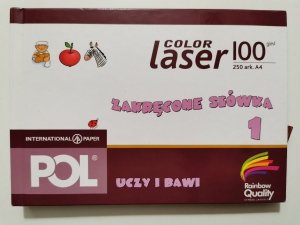 COLOR
laser 100 g/m²
250 ark. A4
ZAKRĘCONE SŁÓWKA
1
INTERNATIONAL PAPER
POL®
UCZY I BAWI
Rainbow
Quality